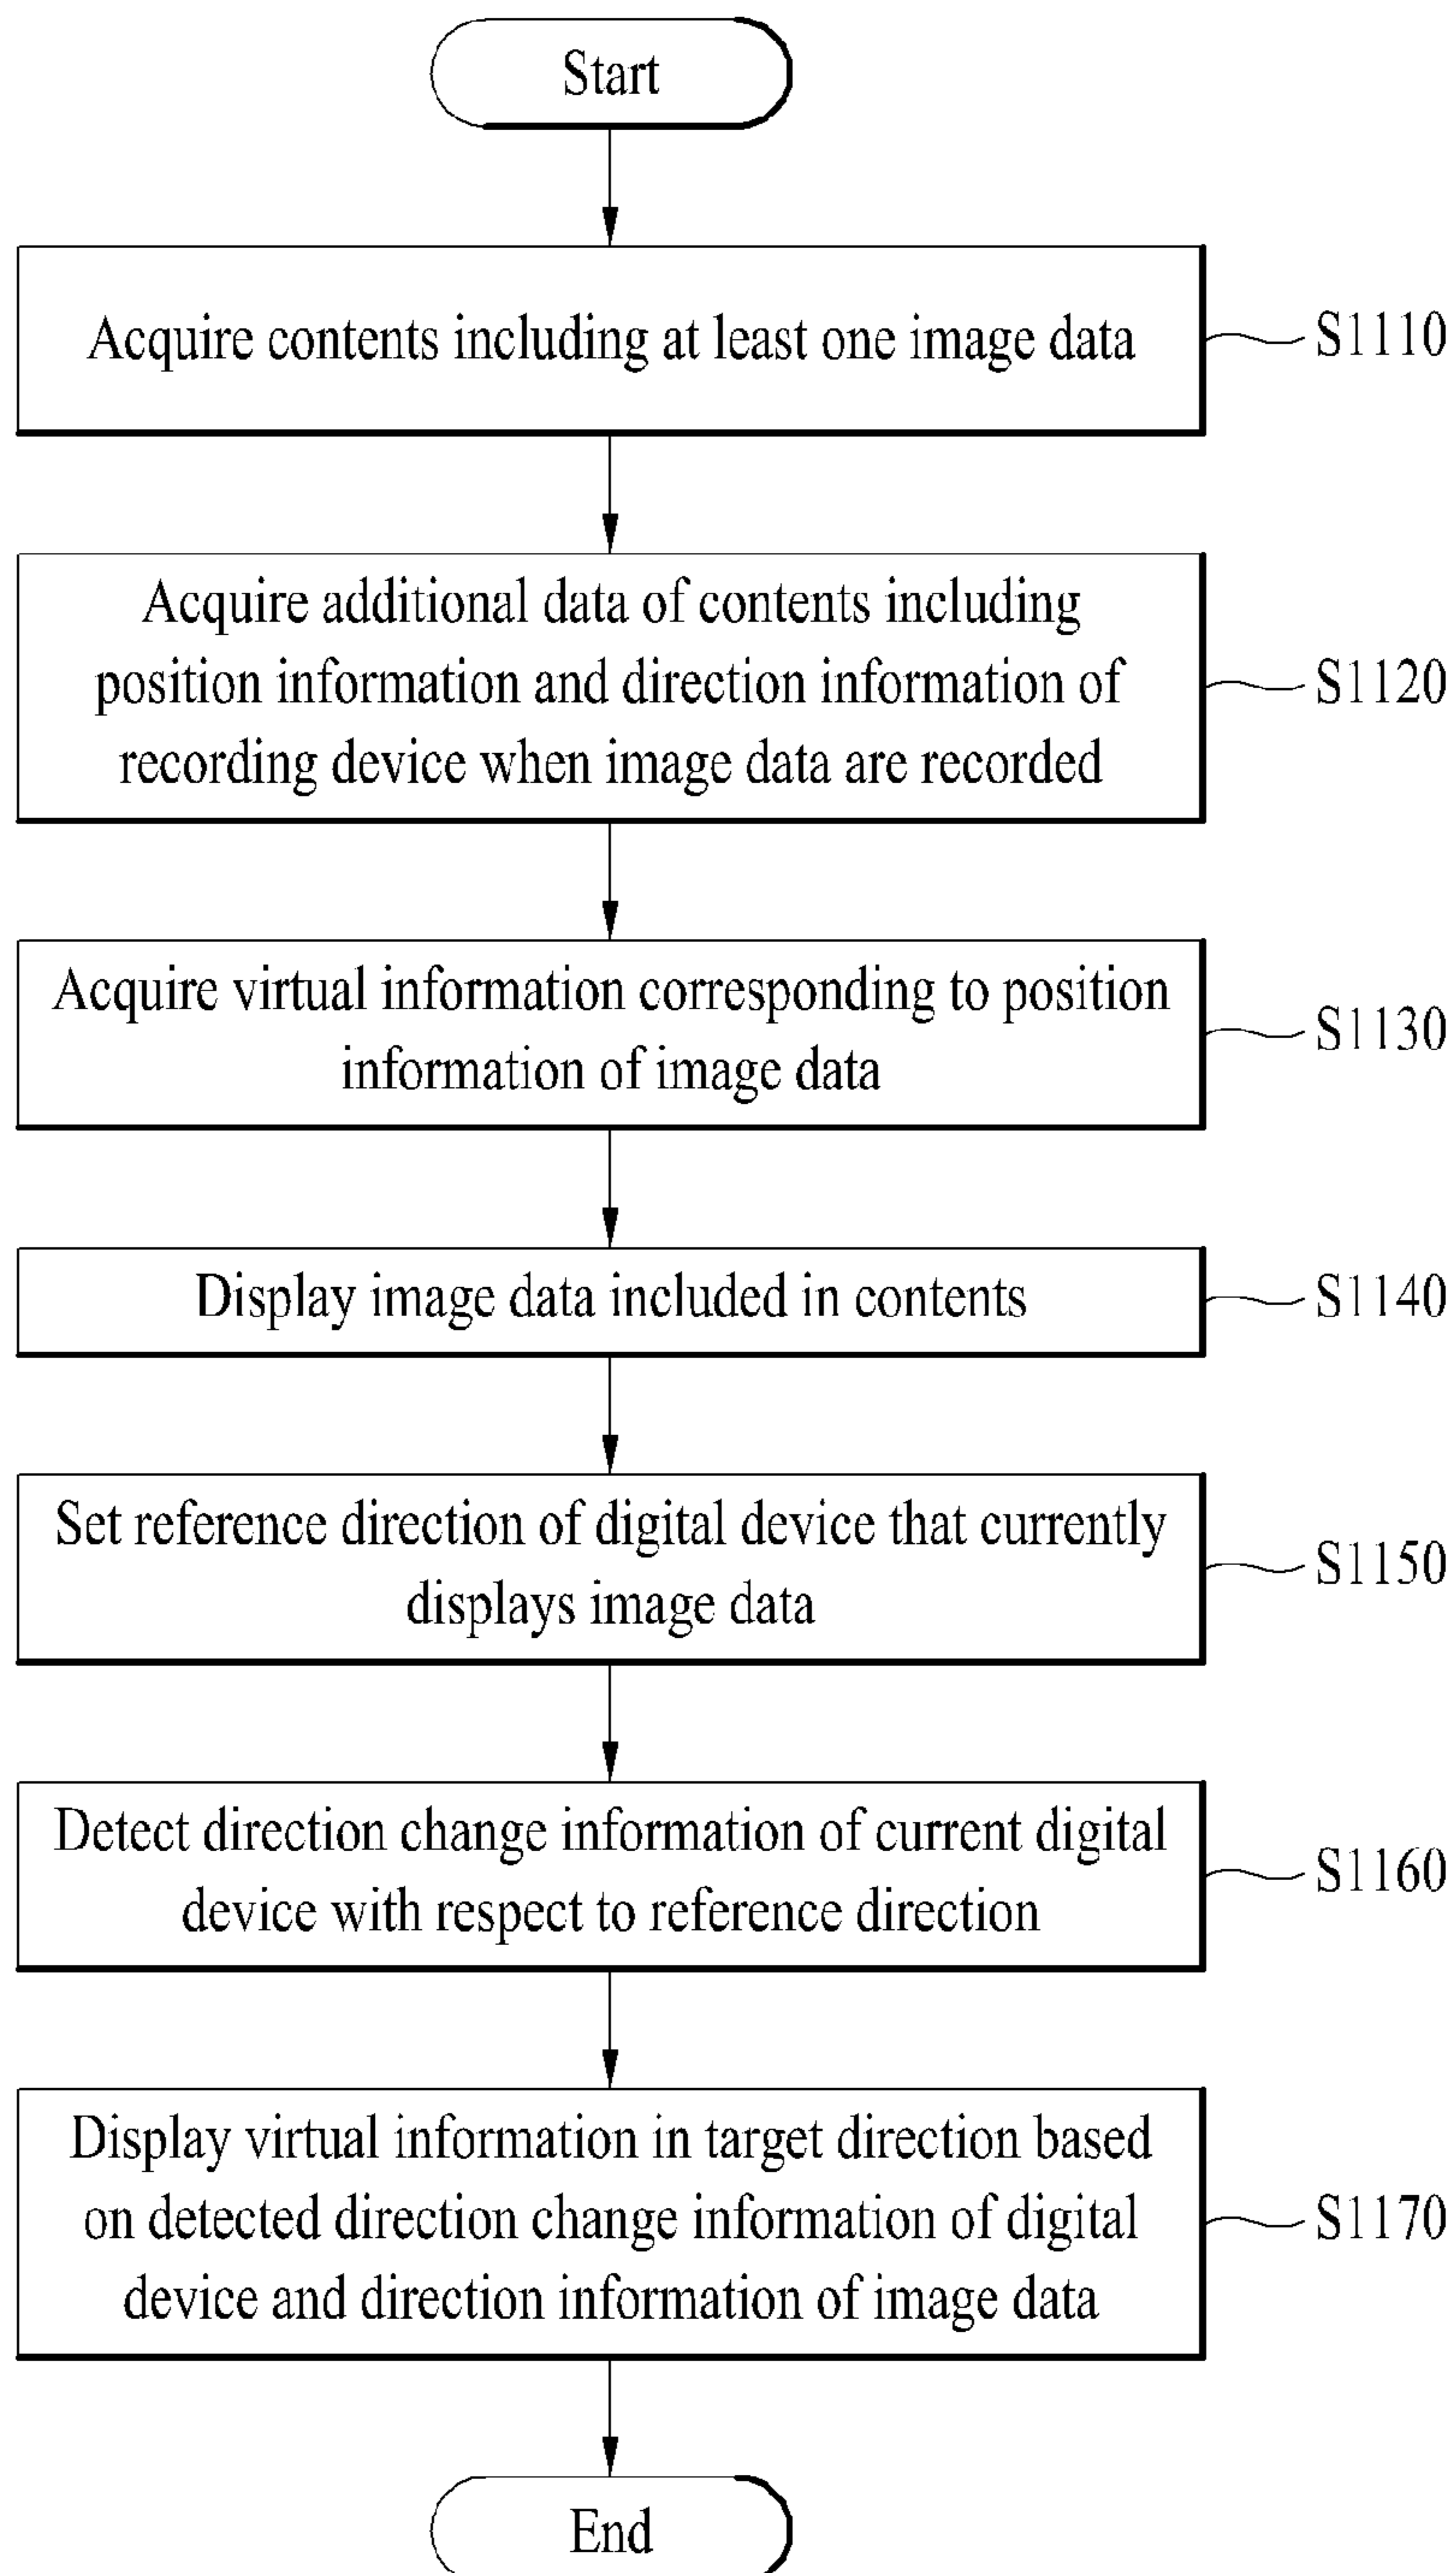 Start
Acquire contents including at least one image data
S1110
Acquire additional data of contents including
position information and direction information of
recording device when image data are recorded
S1120
Acquire virtual information corresponding to position
information of image data
S1130
Display image data included in contents
S1140
Set reference direction of digital device that currently
displays image data
S1150
Detect direction change information of current digital
device with respect to reference direction
S1160
Display virtual information in target direction based
on detected direction change information of digital
device and direction information of image data
S1170
End